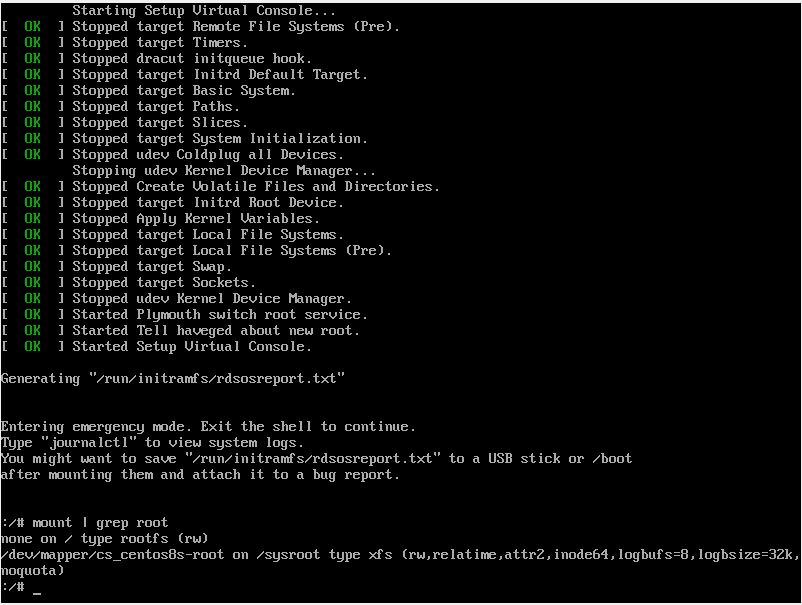 Starting Setup Virtual Console...
[  OK  ] Stopped target Remote File Systems (Pre).
[  OK  ] Stopped target Timers.
[  OK  ] Stopped dracut initqueue hook.
[  OK  ] Stopped target Initrd Default Target.
[  OK  ] Stopped target Basic System.
[  OK  ] Stopped target Paths.
[  OK  ] Stopped target Slices.
[  OK  ] Stopped target System Initialization.
[  OK  ] Stopped udev Coldplug all Devices.
Stopping udev Kernel Device Manager...
[  OK  ] Stopped Create Volatile Files and Directories.
[  OK  ] Stopped target Initrd Root Device.
[  OK  ] Stopped Apply Kernel Variables.
[  OK  ] Stopped target Local File Systems.
[  OK  ] Stopped target Local File Systems (Pre).
[  OK  ] Stopped target Swap.
[  OK  ] Stopped target Sockets.
[  OK  ] Stopped udev Kernel Device Manager.
[  OK  ] Started Plymouth switch root service.
[  OK  ] Started Tell haveged about new root.
[  OK  ] Started Setup Virtual Console.
Generating "/run/initramfs/rdsosreport.txt"
Entering emergency mode. Exit the shell to continue.
Type "journalctl" to view system logs.
You might want to save "/run/initramfs/rdsosreport.txt" to a USB stick or /boot
after mounting them and attach it to a bug report.
:/# mount | grep root
none on / type rootfs (rw)
/dev/mapper/cs_centos8s-root on /sysroot type xfs (rw,relatime,attr2,inode64,logbufs=8,logbsize=32k,
noquota)
:/# _